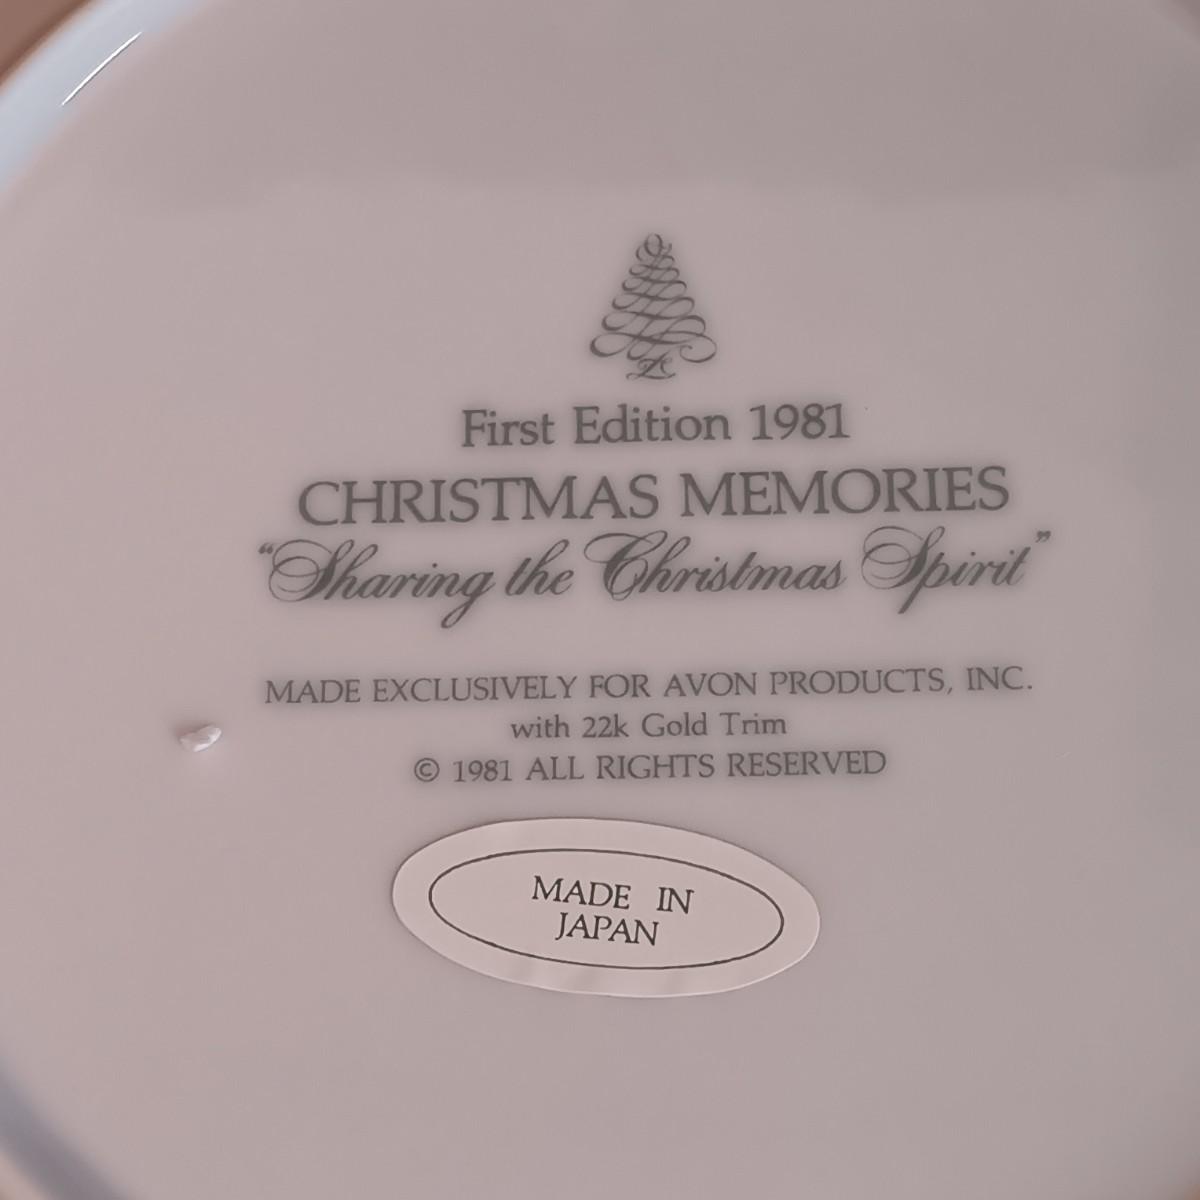 First Edition 1981
CHRISTMAS MEMORIES
“Sharing the Christmas Spirit”
MADE EXCLUSIVELY FOR AVON PRODUCTS, INC.
with 22k Gold Trim
© 1981 ALL RIGHTS RESERVED
MADE IN
JAPAN